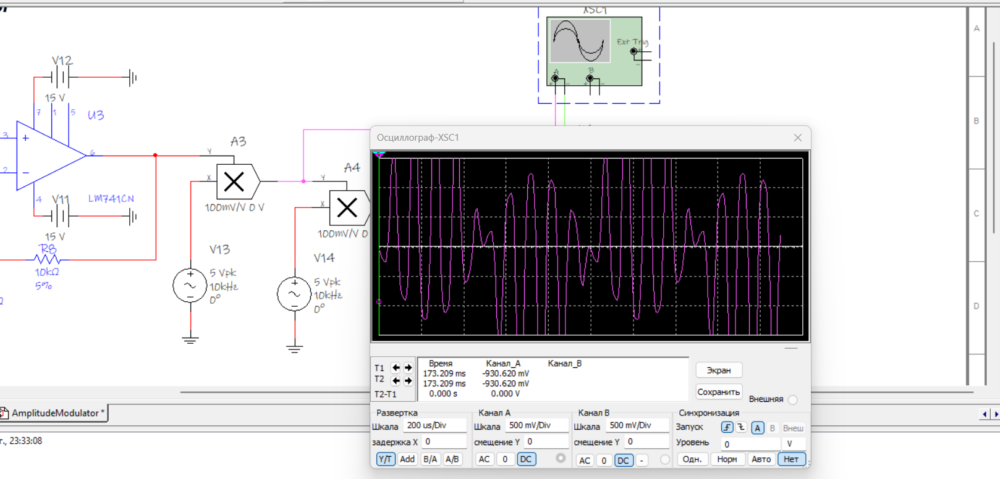 XSC1
Ext Trig
A
B
V12
15 V
7
1
5
U3
3
2
6
4
V11
LM741CN
15 V
R8
10kΩ
5%
A3
Y
X
100mV/V 0 V
A4
Y
X
100mV/V 0
V13
5 Vpk
10kHz
0°
V14
5 Vpk
10kHz
0°
A
B
C
D
Осциллограф-XSC1
T1
T2
T2-T1
Время Канал_A Канал_B
173.209 ms -930.620 mV
173.209 ms -930.620 mV
0.000 s 0.000 V
Экран
Сохранить
Внешняя
Развертка
Шкала 200 us/Div
задержка X 0
Y/T Add B/A A/B
Канал A
Шкала 500 mV/Div
смещение Y 0
AC 0 DC
Канал B
Шкала 500 mV/Div
смещение Y 0
AC 0 DC -
Синхронизация
Запуск A B Внеш
Уровень 0 V
Одн. Норм Авто Нет
AmplitudeModulator *
г., 23:33:08